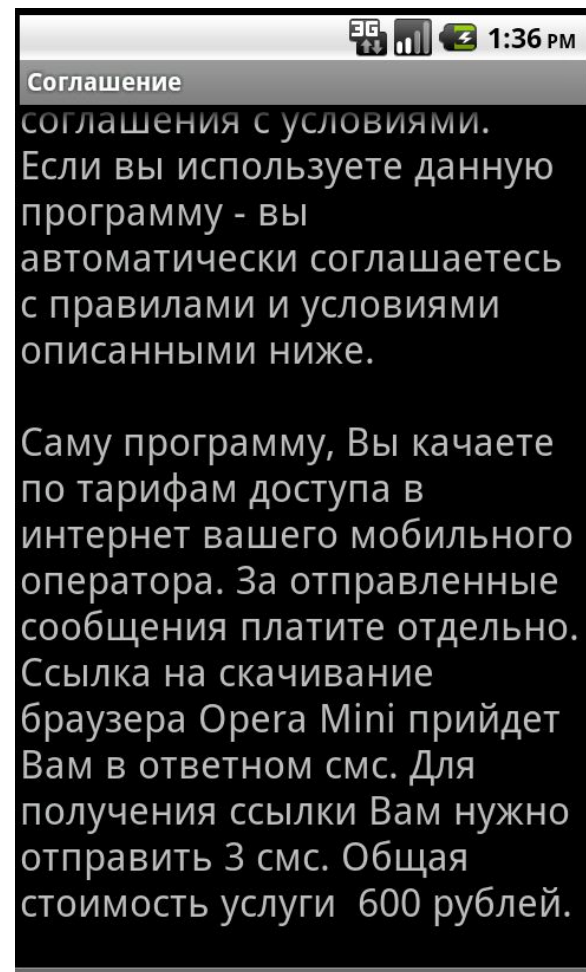 3G 1:36 PM
Соглашение
соглашения с условиями.
Если вы используете данную
программу - вы
автоматически соглашаетесь
с правилами и условиями
описанными ниже.
Саму программу, Вы качаете
по тарифам доступа в
интернет вашего мобильного
оператора. За отправленные
сообщения платите отдельно.
Ссылка на скачивание
браузера Opera Mini прийдет
Вам в ответном смс. Для
получения ссылки Вам нужно
отправить 3 смс. Общая
стоимость услуги  600 рублей.